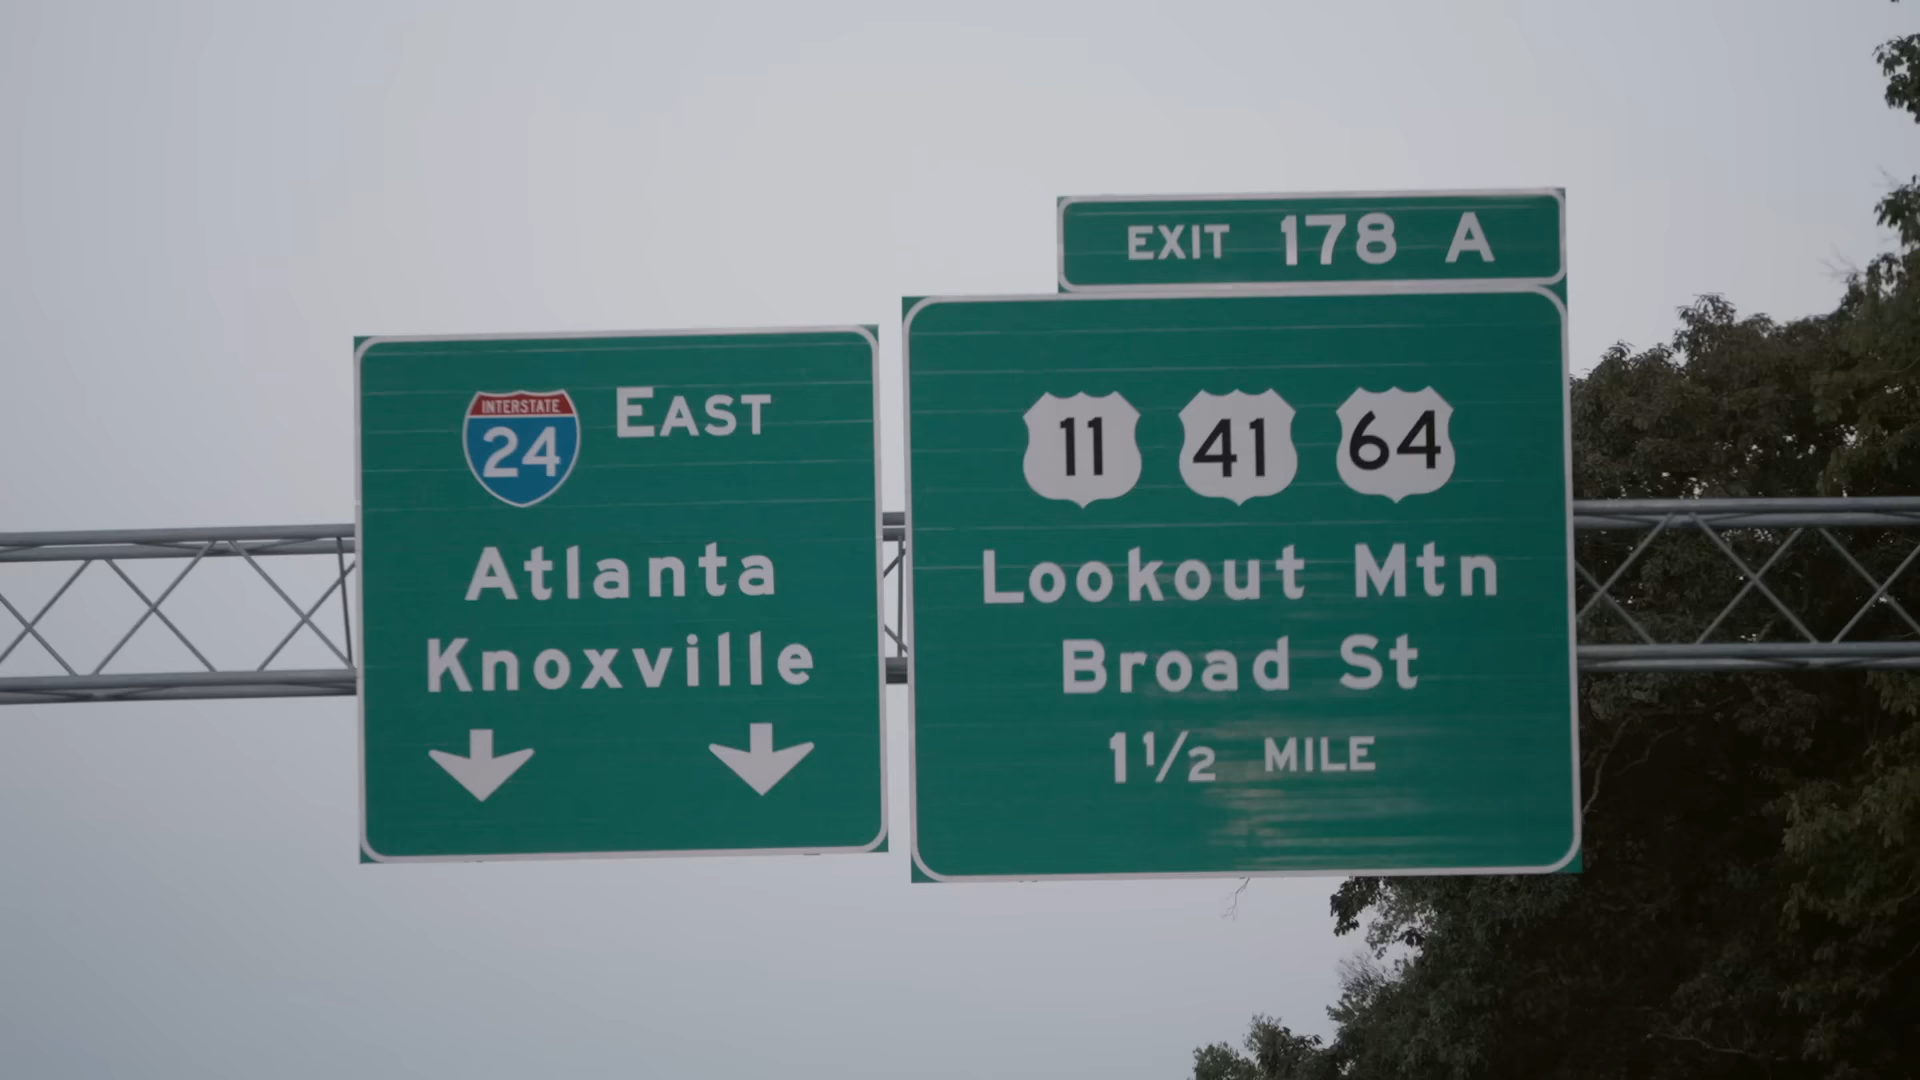 INTERSTATE
24 EAST
Atlanta
Knoxville
EXIT 178 A
11 41 64
Lookout Mtn
Broad St
1 1/2 MILE